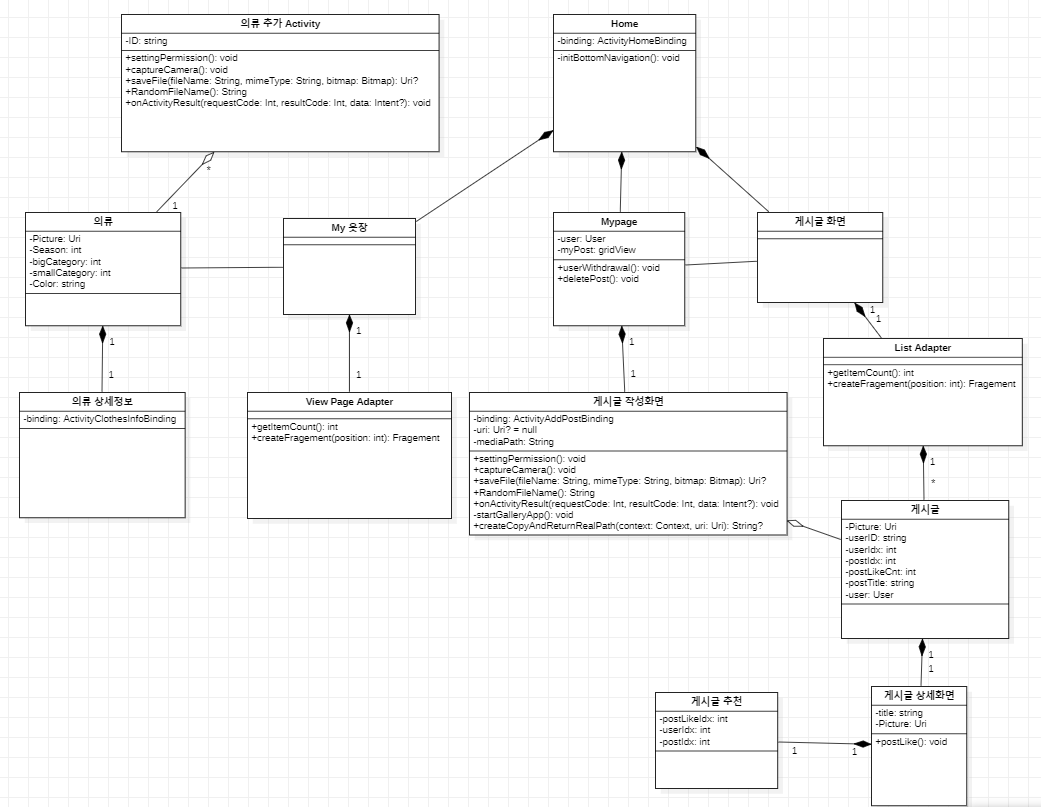 의류 추가 Activity
-ID: string
+settingPermission(): void
+captureCamera(): void
+saveFile(fileName: String, mimeType: String, bitmap: Bitmap): Uri?
+RandomFileName(): String
+onActivityResult(requestCode: Int, resultCode: Int, data: Intent?): void
Home
-binding: ActivityHomeBinding
-initBottomNavigation(): void
*
1
의류
-Picture: Uri
-Season: int
-bigCategory: int
-smallCategory: int
-Color: string
My 옷장
Mypage
-user: User
-myPost: gridView
+userWithdrawal(): void
+deletePost(): void
게시글 화면
1
1
1
1
1
1
1
1
List Adapter
+getItemCount(): int
+createFragement(position: int): Fragement
의류 상세정보
-binding: ActivityClothesInfoBinding
View Page Adapter
+getItemCount(): int
+createFragement(position: int): Fragement
게시글 작성화면
-binding: ActivityAddPostBinding
-uri: Uri? = null
-mediaPath: String
+settingPermission(): void
+captureCamera(): void
+saveFile(fileName: String, mimeType: String, bitmap: Bitmap): Uri?
+RandomFileName(): String
+onActivityResult(requestCode: Int, resultCode: Int, data: Intent?): void
-startGalleryApp(): void
+createCopyAndReturnRealPath(context: Context, uri: Uri): String?
1
*
게시글
-Picture: Uri
-userID: string
-userIdx: int
-postIdx: int
-postLikeCnt: int
-postTitle: string
-user: User
1
1
게시글 추천
-postLikeIdx: int
-userIdx: int
-postIdx: int
1
1
게시글 상세화면
-title: string
-Picture: Uri
+postLike(): void